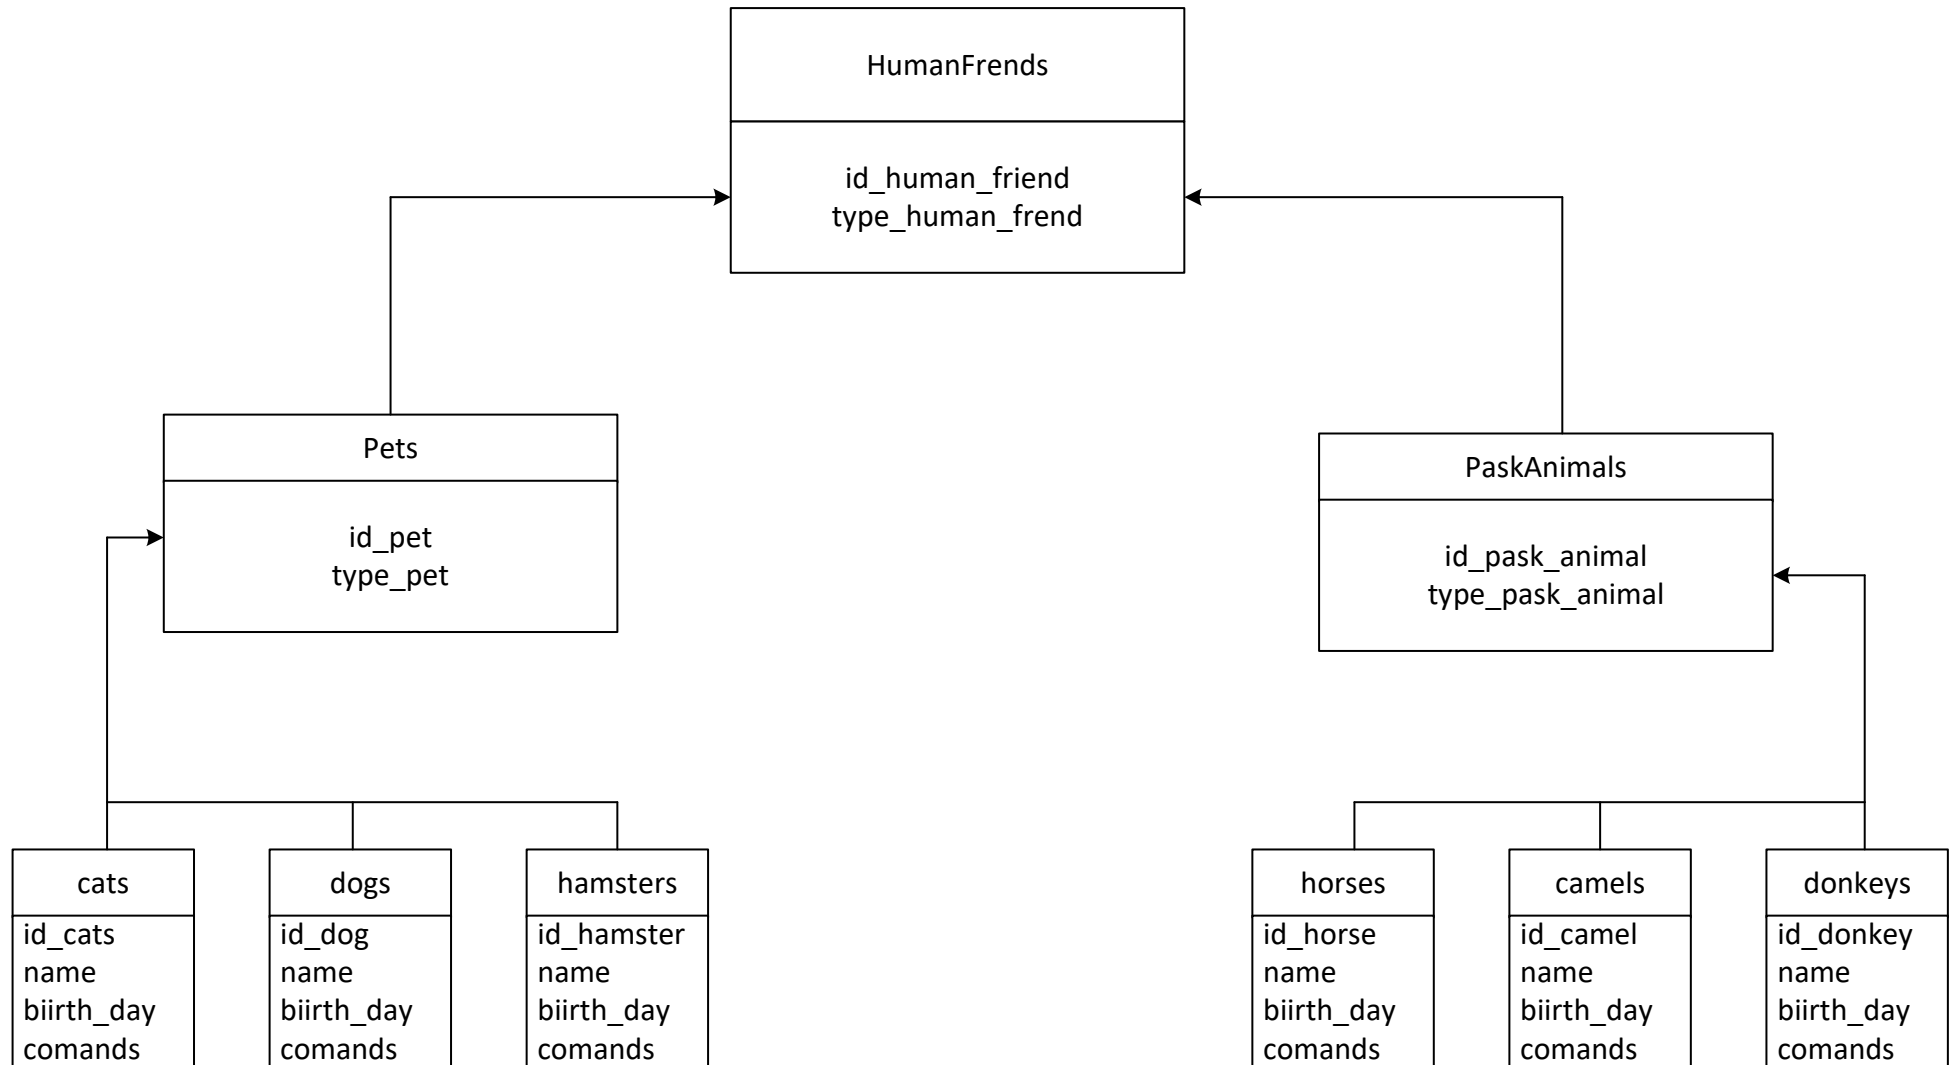 HumanFrends
id_human_friend
type_human_frend
Pets
id_pet
type_pet
PaskAnimals
id_pask_animal
type_pask_animal
cats
id_cats
name
biirth_day
comands
dogs
id_dog
name
biirth_day
comands
hamsters
id_hamster
name
biirth_day
comands
horses
id_horse
name
biirth_day
comands
camels
id_camel
name
biirth_day
comands
donkeys
id_donkey
name
biirth_day
comands